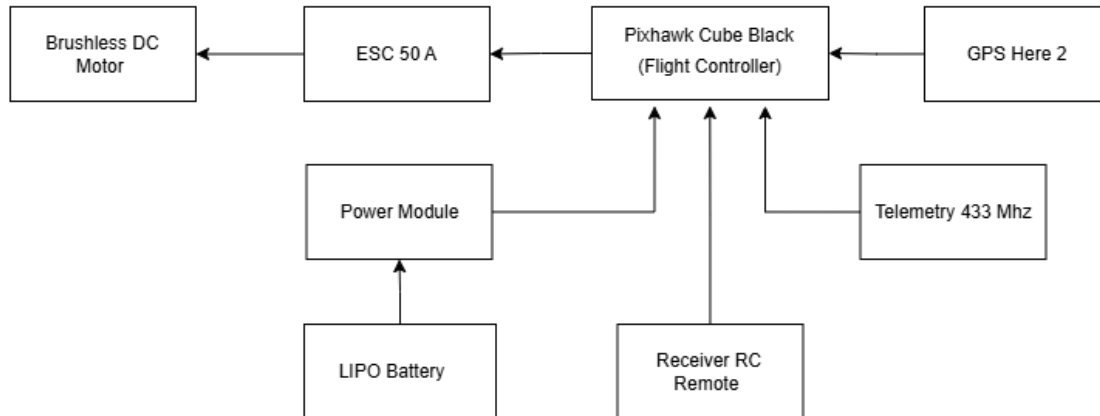 Brushless DC
Motor
ESC 50 A
Pixhawk Cube Black
(Flight Controller)
GPS Here 2
Power Module
Telemetry 433 Mhz
LIPO Battery
Receiver RC
Remote